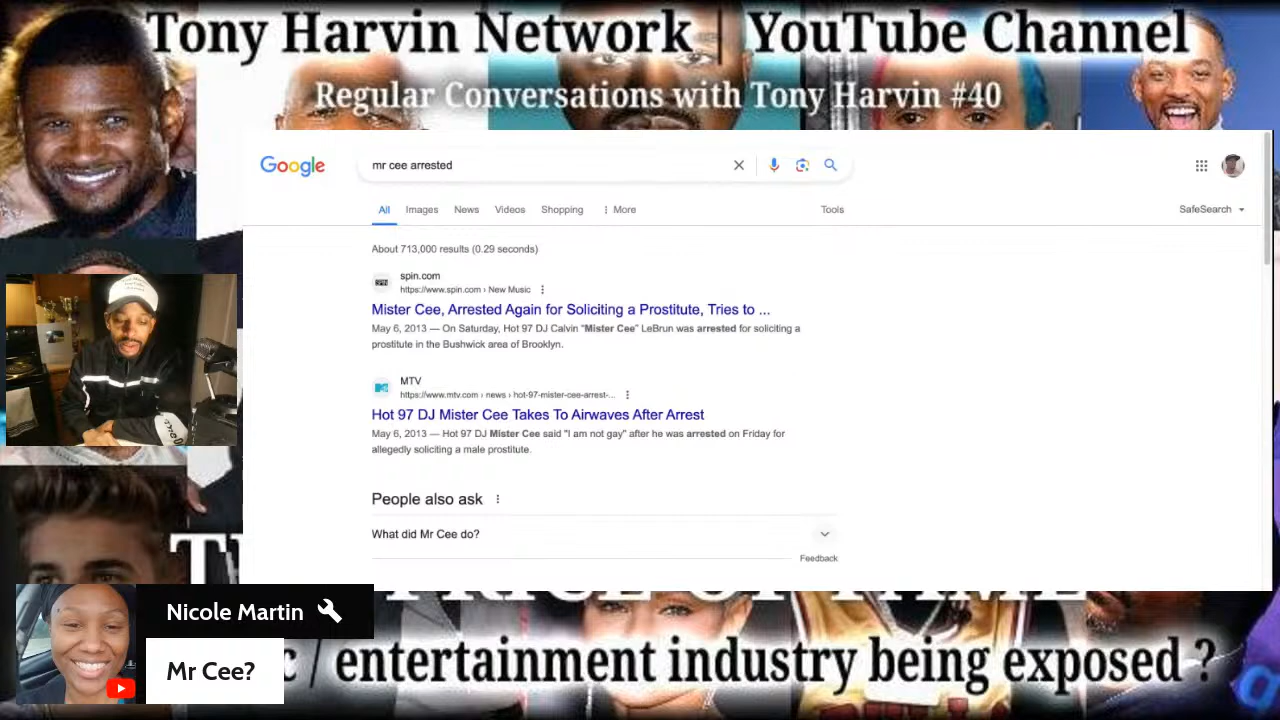 Tony Harvin Network | YouTube Channel
Regular Conversations with Tony Harvin #40
Google
mr cee arrested
All
Images
News
Videos
Shopping
More
Tools
SafeSearch
About 713,000 results (0.29 seconds)
SPIN
spin.com
https://www.spin.com › New Music
Mister Cee, Arrested Again for Soliciting a Prostitute, Tries to ...
May 6, 2013 — On Saturday, Hot 97 DJ Calvin “Mister Cee” LeBrun was arrested for soliciting a
prostitute in the Bushwick area of Brooklyn.
MTV
https://www.mtv.com › news › hot-97-mister-cee-arrest-...
Hot 97 DJ Mister Cee Takes To Airwaves After Arrest
May 6, 2013 — Hot 97 DJ Mister Cee said "I am not gay" after he was arrested on Friday for
allegedly soliciting a male prostitute.
People also ask
What did Mr Cee do?
Feedback
Nicole Martin
Mr Cee?
/ entertainment industry being exposed ?